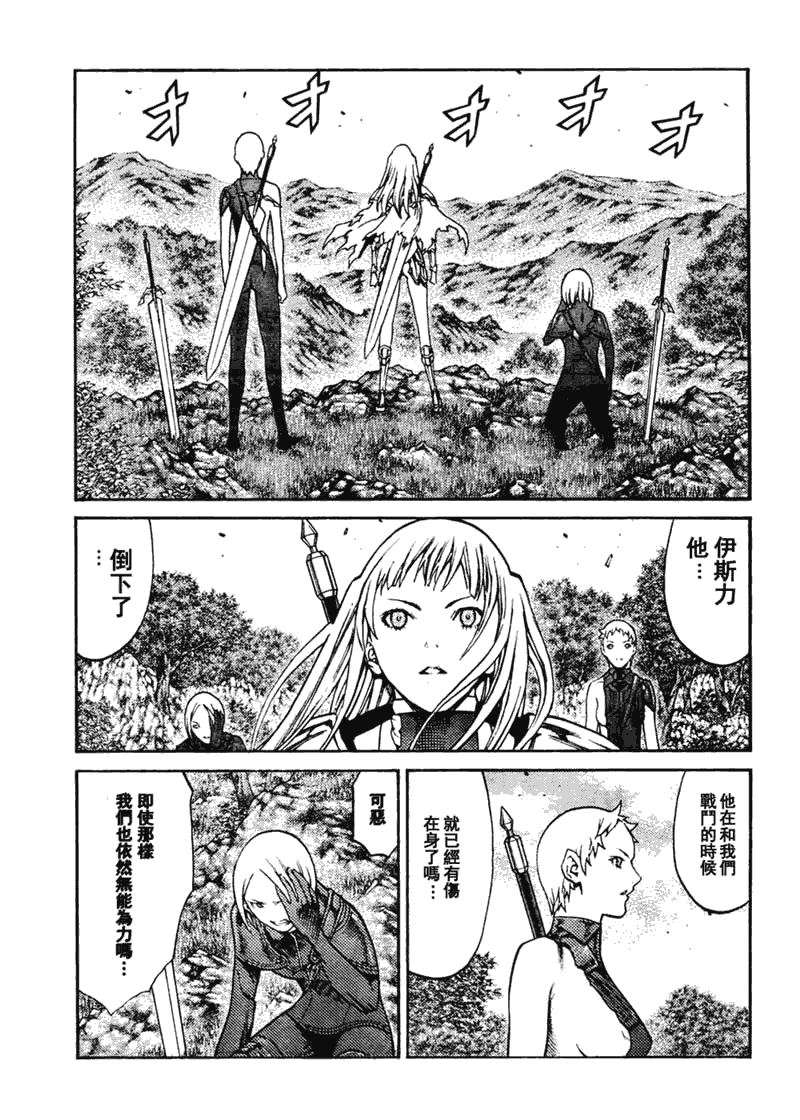 オ
オ
オ
オ
オ
伊斯力
他…
倒下了
…
他在和我們
戰鬥的時候
就已經有傷
在身了嗎…
可惡
即使那樣
我們也依然無能為力嗎…